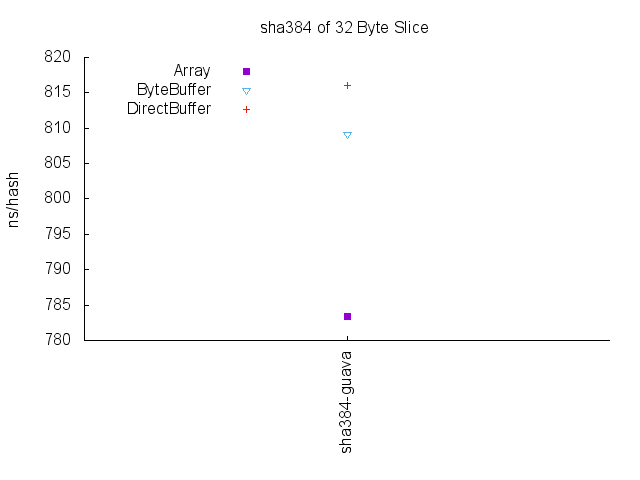 sha384 of 32 Byte Slice
820
815
810
805
800
795
790
785
780
ns/hash
Array
ByteBuffer
DirectBuffer
sha384-guava